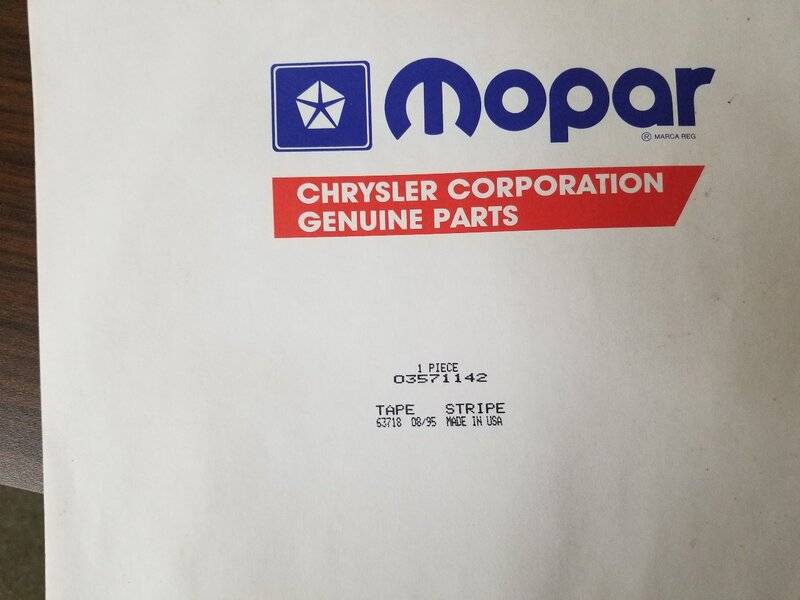 Mopar
® MARCA REG
CHRYSLER CORPORATION
GENUINE PARTS
1 PIECE
03571142
TAPE STRIPE
63718 08/95 MADE IN USA